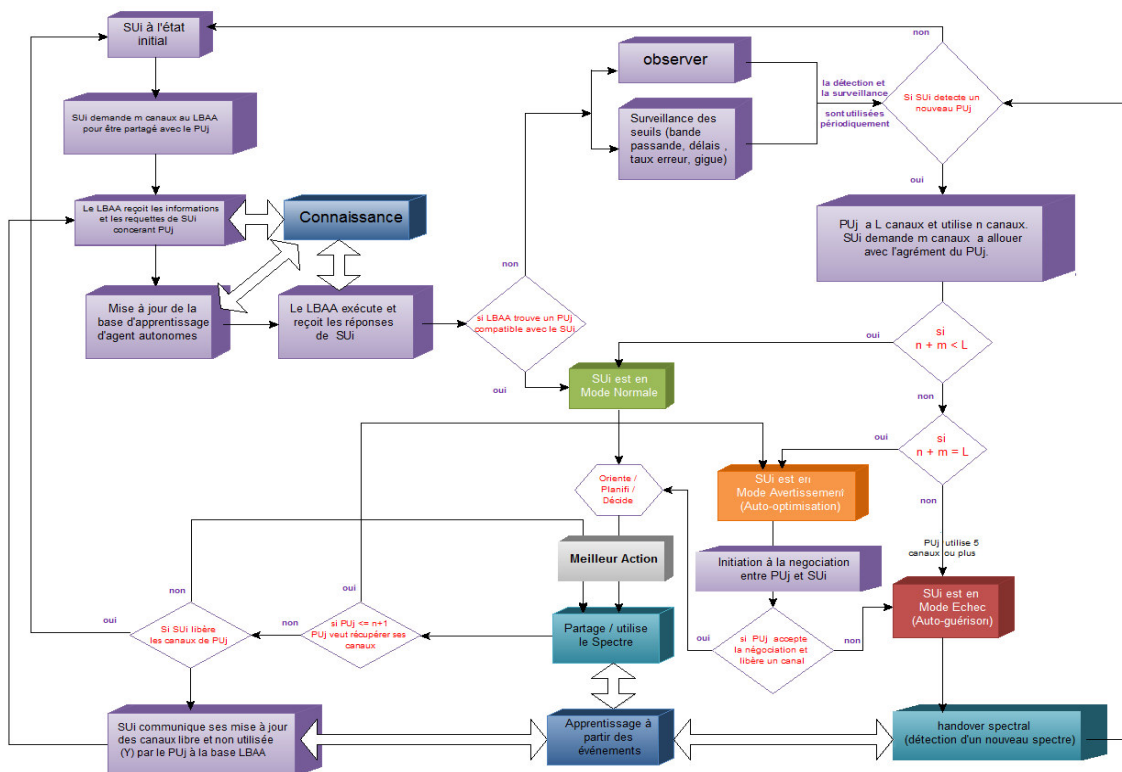 SUi à l'état
initial
non
observer
la détection et
la surveillance
sont utilisées
périodiquement
Si SUi detecte un
nouveau PUj
SUi demande m canaux au LBAA
pour être partagé avec le PUj
Surveillance des
seuils (bande
passande, délais ,
taux erreur, gigue)
oui
Le LBAA reçoit les informations
et les requettes de SUi
concerant PUj
Connaissance
PUj a L canaux et utilise n canaux.
SUi demande m canaux a allouer
avec l'agrément du PUj.
non
Mise à jour de la
base d'apprentissage
d'agent autonomes
Le LBAA exécute et
reçoit les réponses
de SUi
si LBAA trouve un PUj
compatible avec le SUi
oui
si
n + m < L
oui
SUi est en
Mode Normale
non
oui
si
n + m = L
Oriente /
Planifi /
Décide
SUi est en
Mode Avertissement
(Auto-optimisation)
non
PUj utilise 5
canaux ou plus
Meilleur Action
Initiation à la negociation
entre PUj et SUi
non
oui
SUi est en
Mode Echec
(Auto-guérison)
oui
Si SUi libère
les canaux de PUj
non
si PUj <= n+1
PUj veut récupérer ses
canaux
Partage / utilise
le Spectre
oui
si PUj accepte
la négociation et
libère un canal
non
SUi communique ses mise à jour
des canaux libre et non utilisée
(Y) par le PUj à la base LBAA
Apprentissage à
partir des
événements
handover spectral
(détection d'un nouveau spectre)